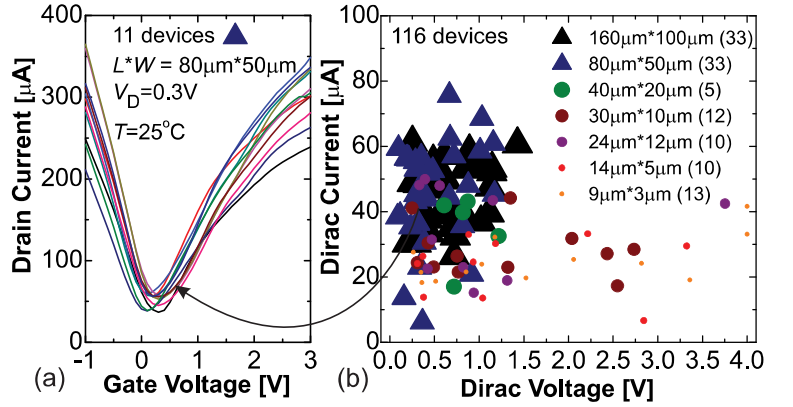 11 devices
L*W = 80μm*50μm
V_D=0.3V
T=25°C
Drain Current [μA]
400
300
200
100
0
-1 0 1 2 3
Gate Voltage [V]
(a)
116 devices
160μm*100μm (33)
80μm*50μm (33)
40μm*20μm (5)
30μm*10μm (12)
24μm*12μm (10)
14μm*5μm (10)
9μm*3μm (13)
Dirac Current [μA]
100
80
60
40
20
0
0.0 0.5 1.0 1.5 2.0 2.5 3.0 3.5 4.0
Dirac Voltage [V]
(b)